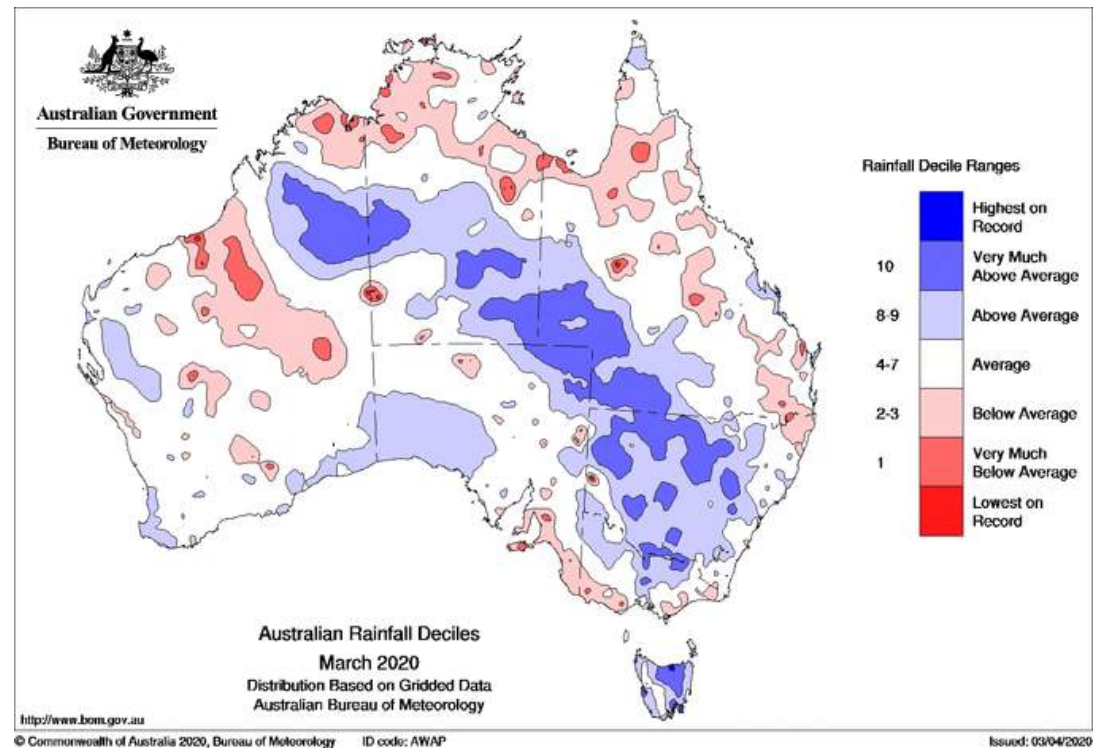 Australian Government
Bureau of Meteorology
Rainfall Decile Ranges
Highest on
Record
10
Very Much
Above Average
8-9
Above Average
4-7
Average
2-3
Below Average
1
Very Much
Below Average
Lowest on
Record
Australian Rainfall Deciles
March 2020
Distribution Based on Gridded Data
Australian Bureau of Meteorology
http://www.bom.gov.au
© Commonwealth of Australia 2020, Bureau of Meteorology ID code: AWAP Issued: 03/04/2020